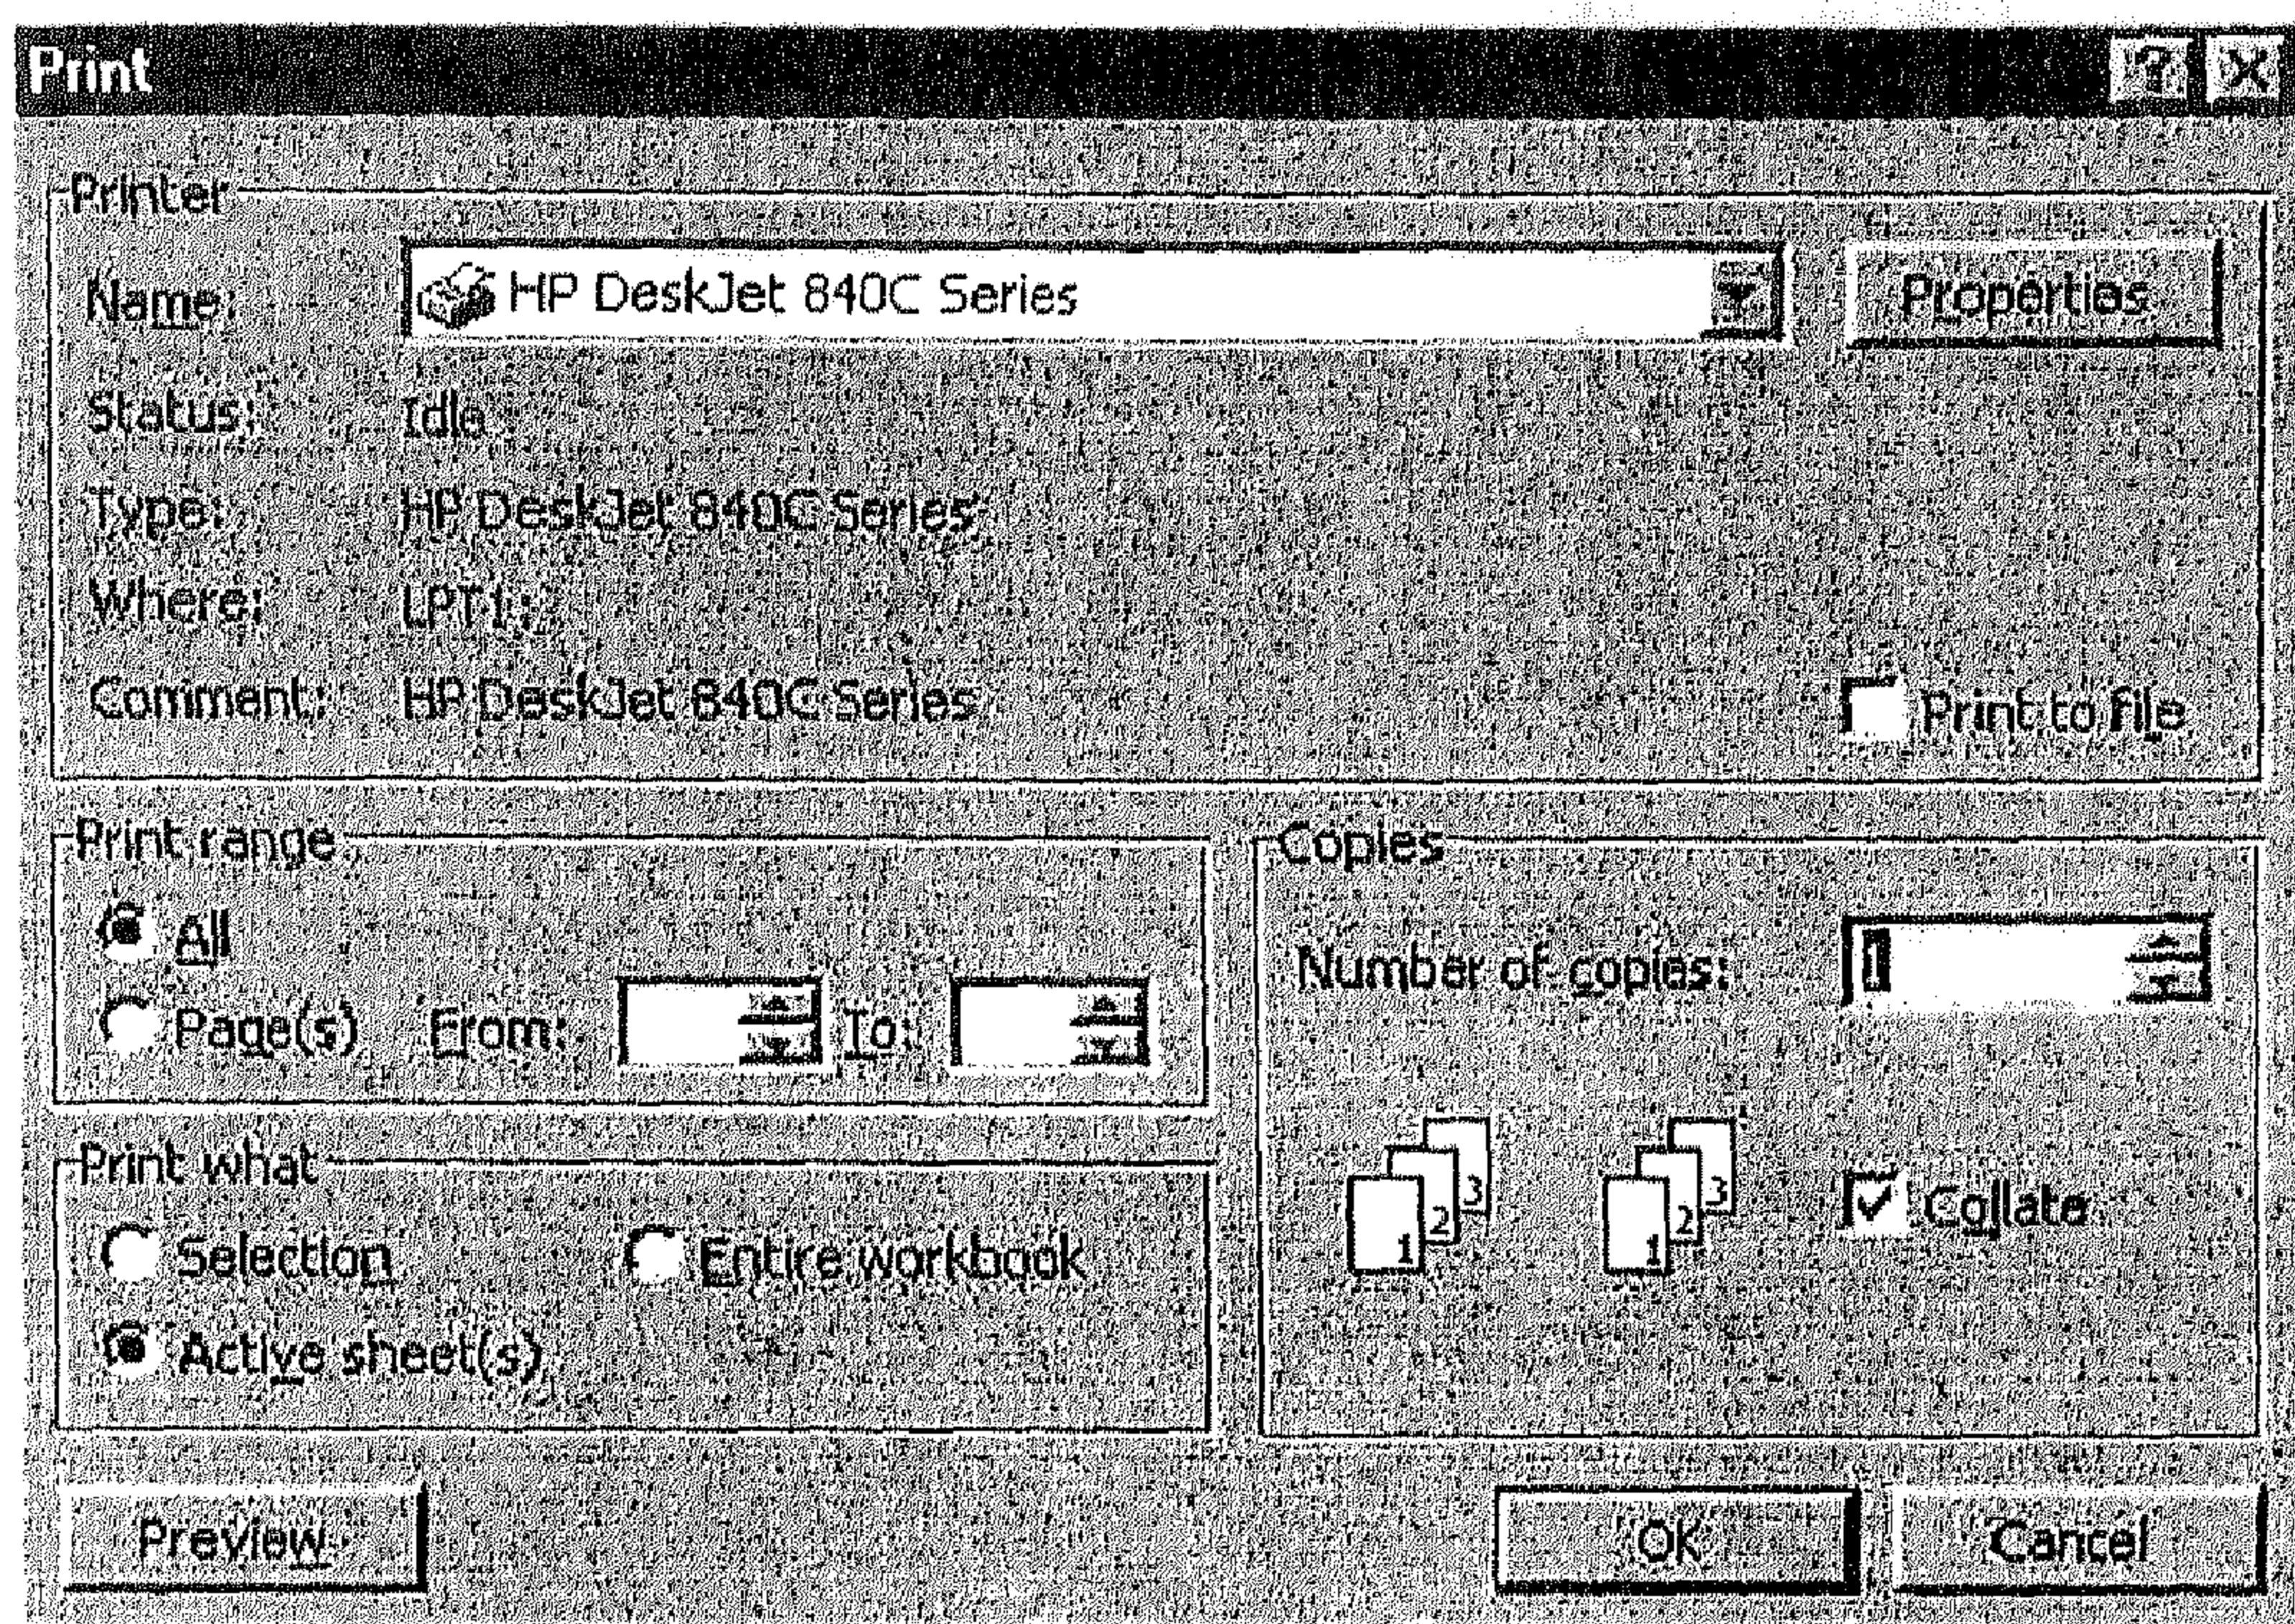 Print
Printer
Name: HP DeskJet 840C Series Properties
Status: Idle
Type: HP DeskJet 840C Series
Where: LPT1:
Comment: HP DeskJet 840C Series Print to file
Print range
All
Page(s) From: To:
Copies
Number of copies: 1
1 2 3 1 2 3 Collate
Print what
Selection Entire workbook
Active sheet(s)
Preview OK Cancel